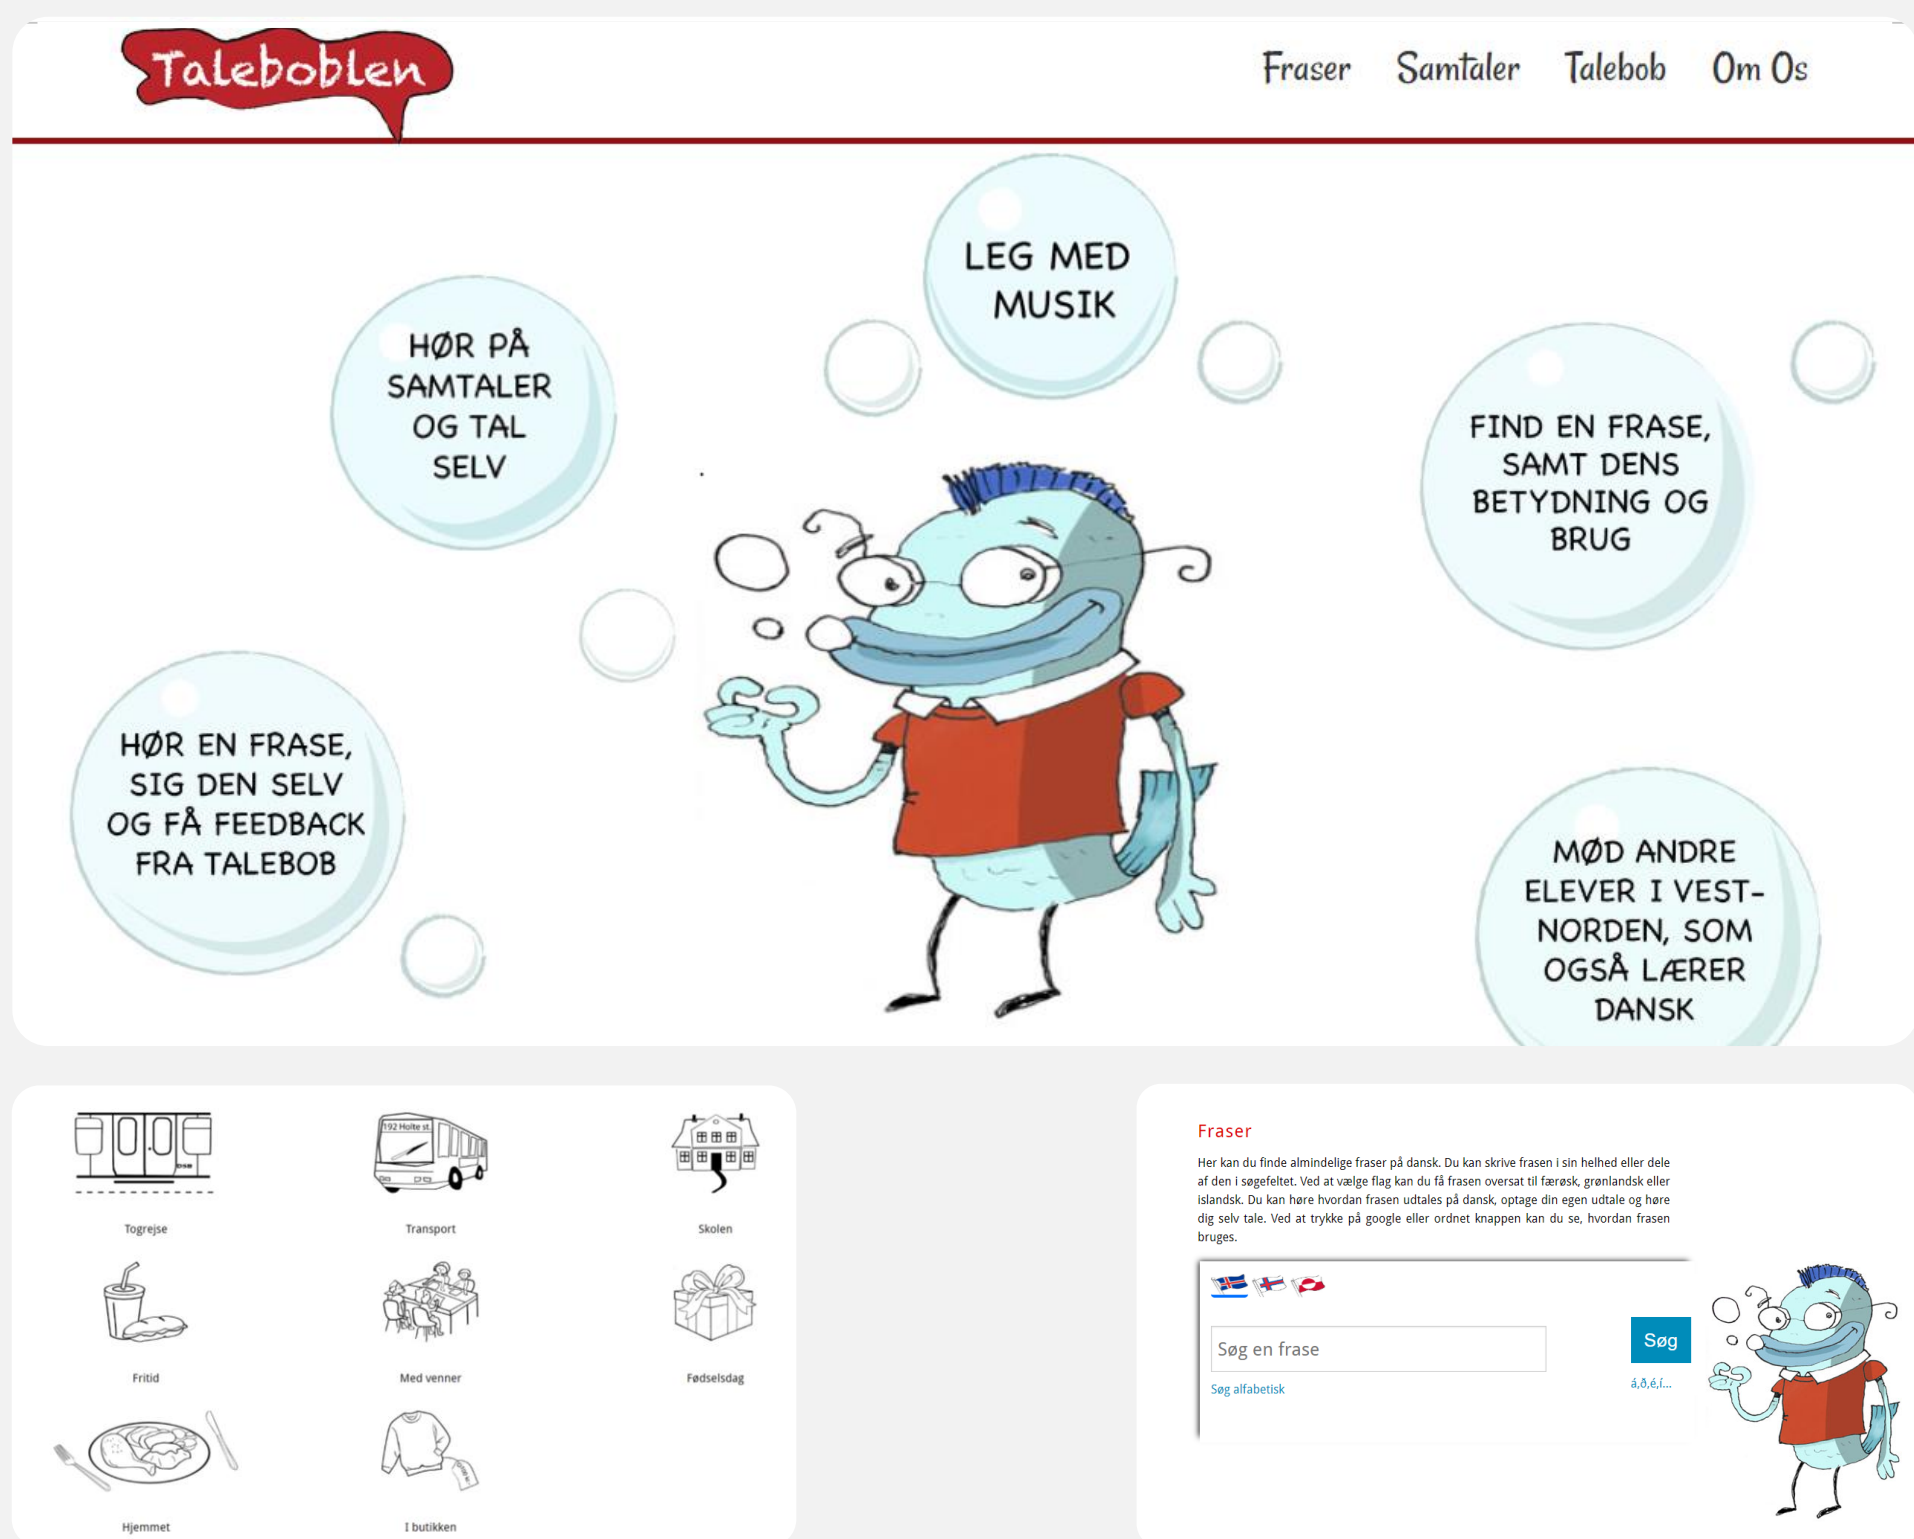 Taleboblen
Fraser Samtaler Talebob Om Os
LEG MED
MUSIK
HØR PÅ
SAMTALER
OG TAL
SELV
FIND EN FRASE,
SAMT DENS
BETYDNING OG
BRUG
HØR EN FRASE,
SIG DEN SELV
OG FÅ FEEDBACK
FRA TALEBOB
MØD ANDRE
ELEVER I VEST-
NORDEN, SOM
OGSÅ LÆRER
DANSK
DSB
192 Holte st.
Togrejse
Transport
Skolen
Fritid
Med venner
Fødselsdag
Hjemmet
I butikken
Fraser
Her kan du finde almindelige fraser på dansk. Du kan skrive frasen i sin helhed eller dele
af den i søgefeltet. Ved at vælge flag kan du få frasen oversat til færøsk, grønlandsk eller
islandsk. Du kan høre hvordan frasen udtales på dansk, optage din egen udtale og høre
dig selv tale. Ved at trykke på google eller ordnet knappen kan du se, hvordan frasen
bruges.
Søg en frase
Søg
Søg alfabetisk
á,ð,é,í...